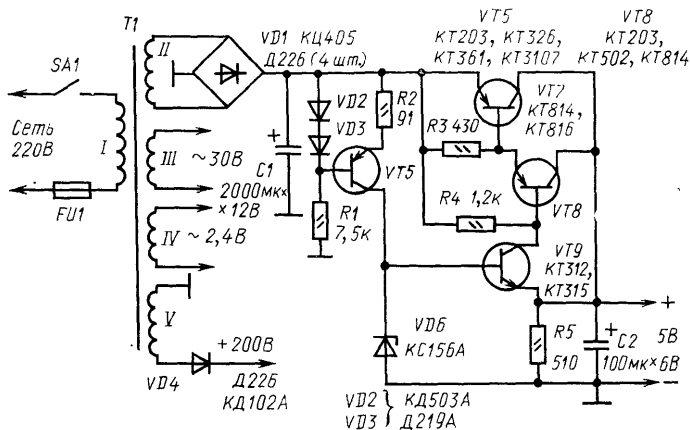 T1
II
VD1 КЦ405
Д226 (4 шт.)
VT5
КТ203, КТ326,
КТ361, КТ3107
VT8
КТ203,
КТ502, КТ814
SA1
Сеть
220В
I
FU1
VD2
VD3
R2
91
VT7
КТ814,
КТ816
R3 430
+
C1
2000мк×
×12В
VT5
III ~30В
R1
7,5к
R4 1,2к
VT8
IV ~2,4В
VT9
КТ312,
КТ315
V
+200В
VD4
Д226
КД102А
VD6
КС156А
R5
510
+
C2
100мк×6В
+
5В
−
VD2
VD3
} КД503А
Д219А